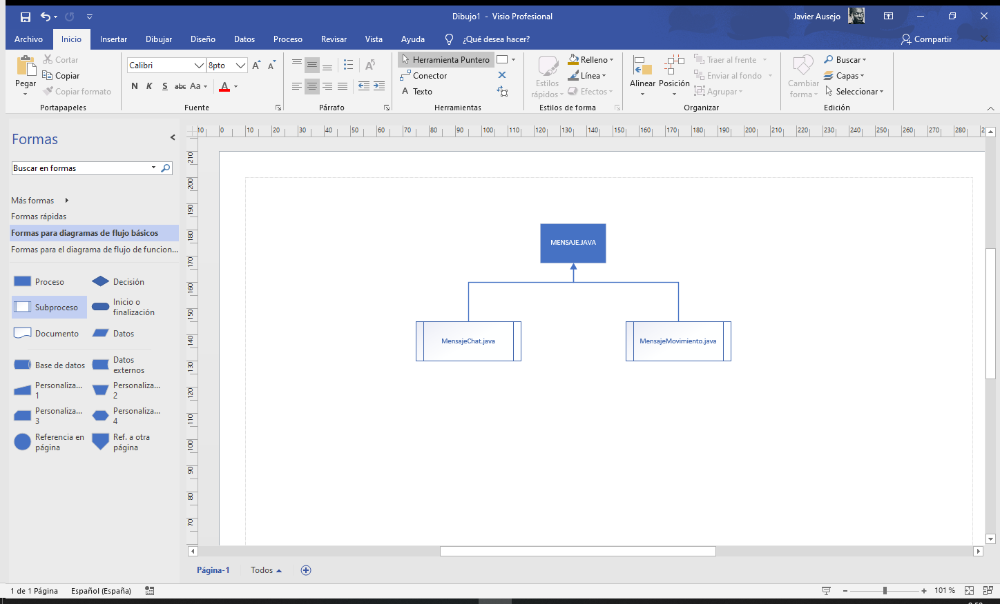 Dibujo1 - Visio Profesional
Javier Ausejo
Archivo Inicio Insertar Dibujar Diseño Datos Proceso Revisar Vista Ayuda ¿Qué desea hacer? Compartir
Pegar
Cortar
Copiar
Copiar formato
Portapapeles
Calibri 8pto
N K S abc Aa A
Fuente
Párrafo
Herramienta Puntero
Conector
A Texto
Herramientas
Estilos
rápidos
Relleno
Línea
Efectos
Estilos de forma
Alinear Posición
Traer al frente
Enviar al fondo
Agrupar
Organizar
Cambiar
forma
Buscar
Capas
Seleccionar
Edición
Formas
Buscar en formas
Más formas
Formas rápidas
Formas para diagramas de flujo básicos
Formas para el diagrama de flujo de funcion...
Proceso
Decisión
Subproceso
Inicio o
finalización
Documento
Datos
Base de datos
Datos
externos
Personaliza...
1
Personaliza...
2
Personaliza...
3
Personaliza...
4
Referencia en
página
Ref. a otra
página
10 0 10 20 30 40 50 60 70 80 90 100 110 120 130 140 150 160 170 180 190 200 210 220 230 240 250 260 270 280
210
200
190
180
170
160
150
140
130
120
110
100
90
80
70
MENSAJE.JAVA
MensajeChat.java
MensajeMovimiento.java
Página-1 Todos
1 de 1 Página Español (España)
101 %